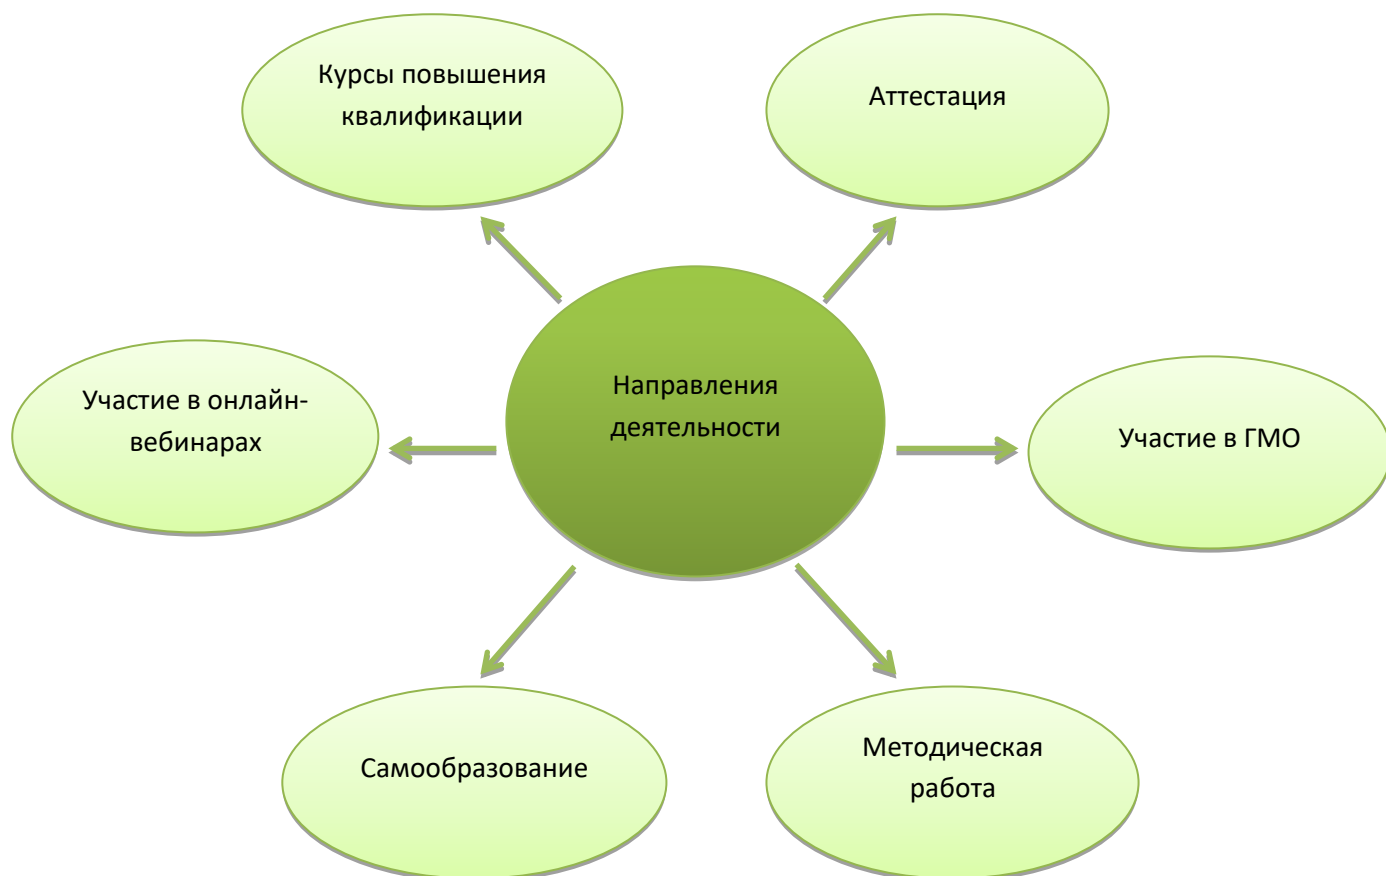 Курсы повышения
квалификации
Аттестация
Направления
деятельности
Участие в онлайн-
вебинарах
Участие в ГМО
Самообразование
Методическая
работа